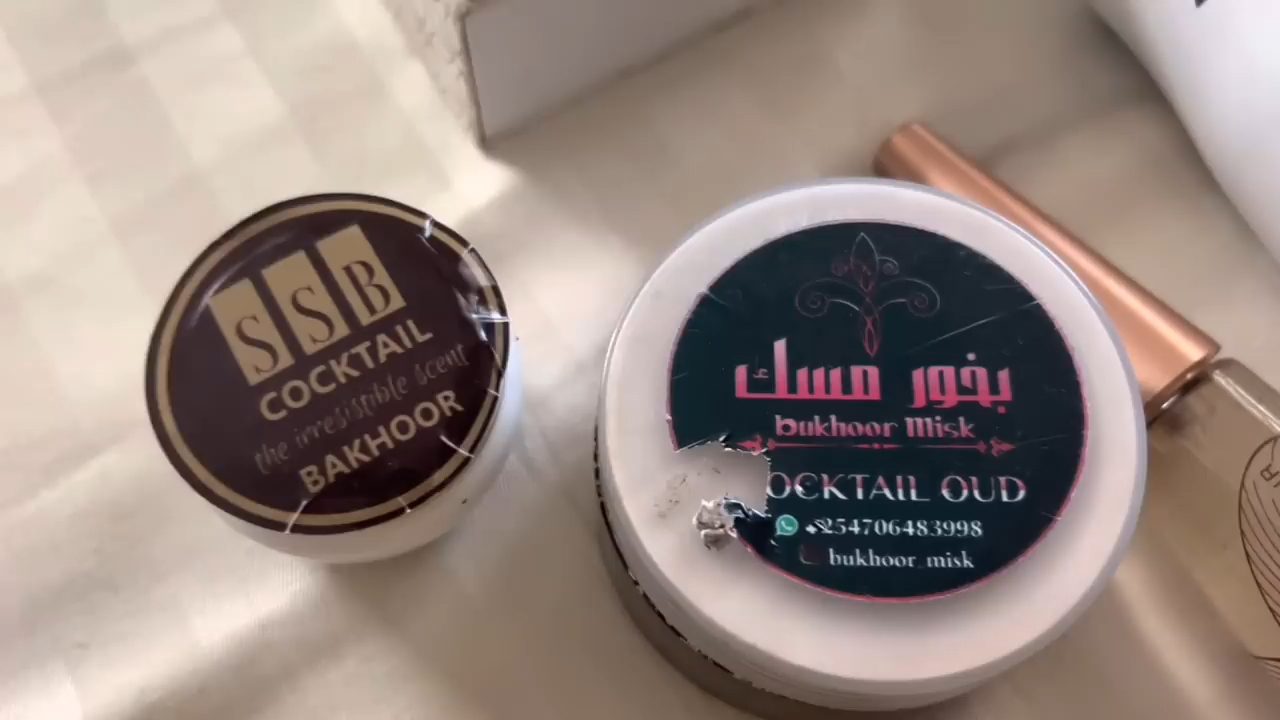 SSB
COCKTAIL
the irresistible scent
BAKHOOR
بخور مسك
bukhoor Misk
OCKTAIL OUD
+254706483998
bukhoor_misk